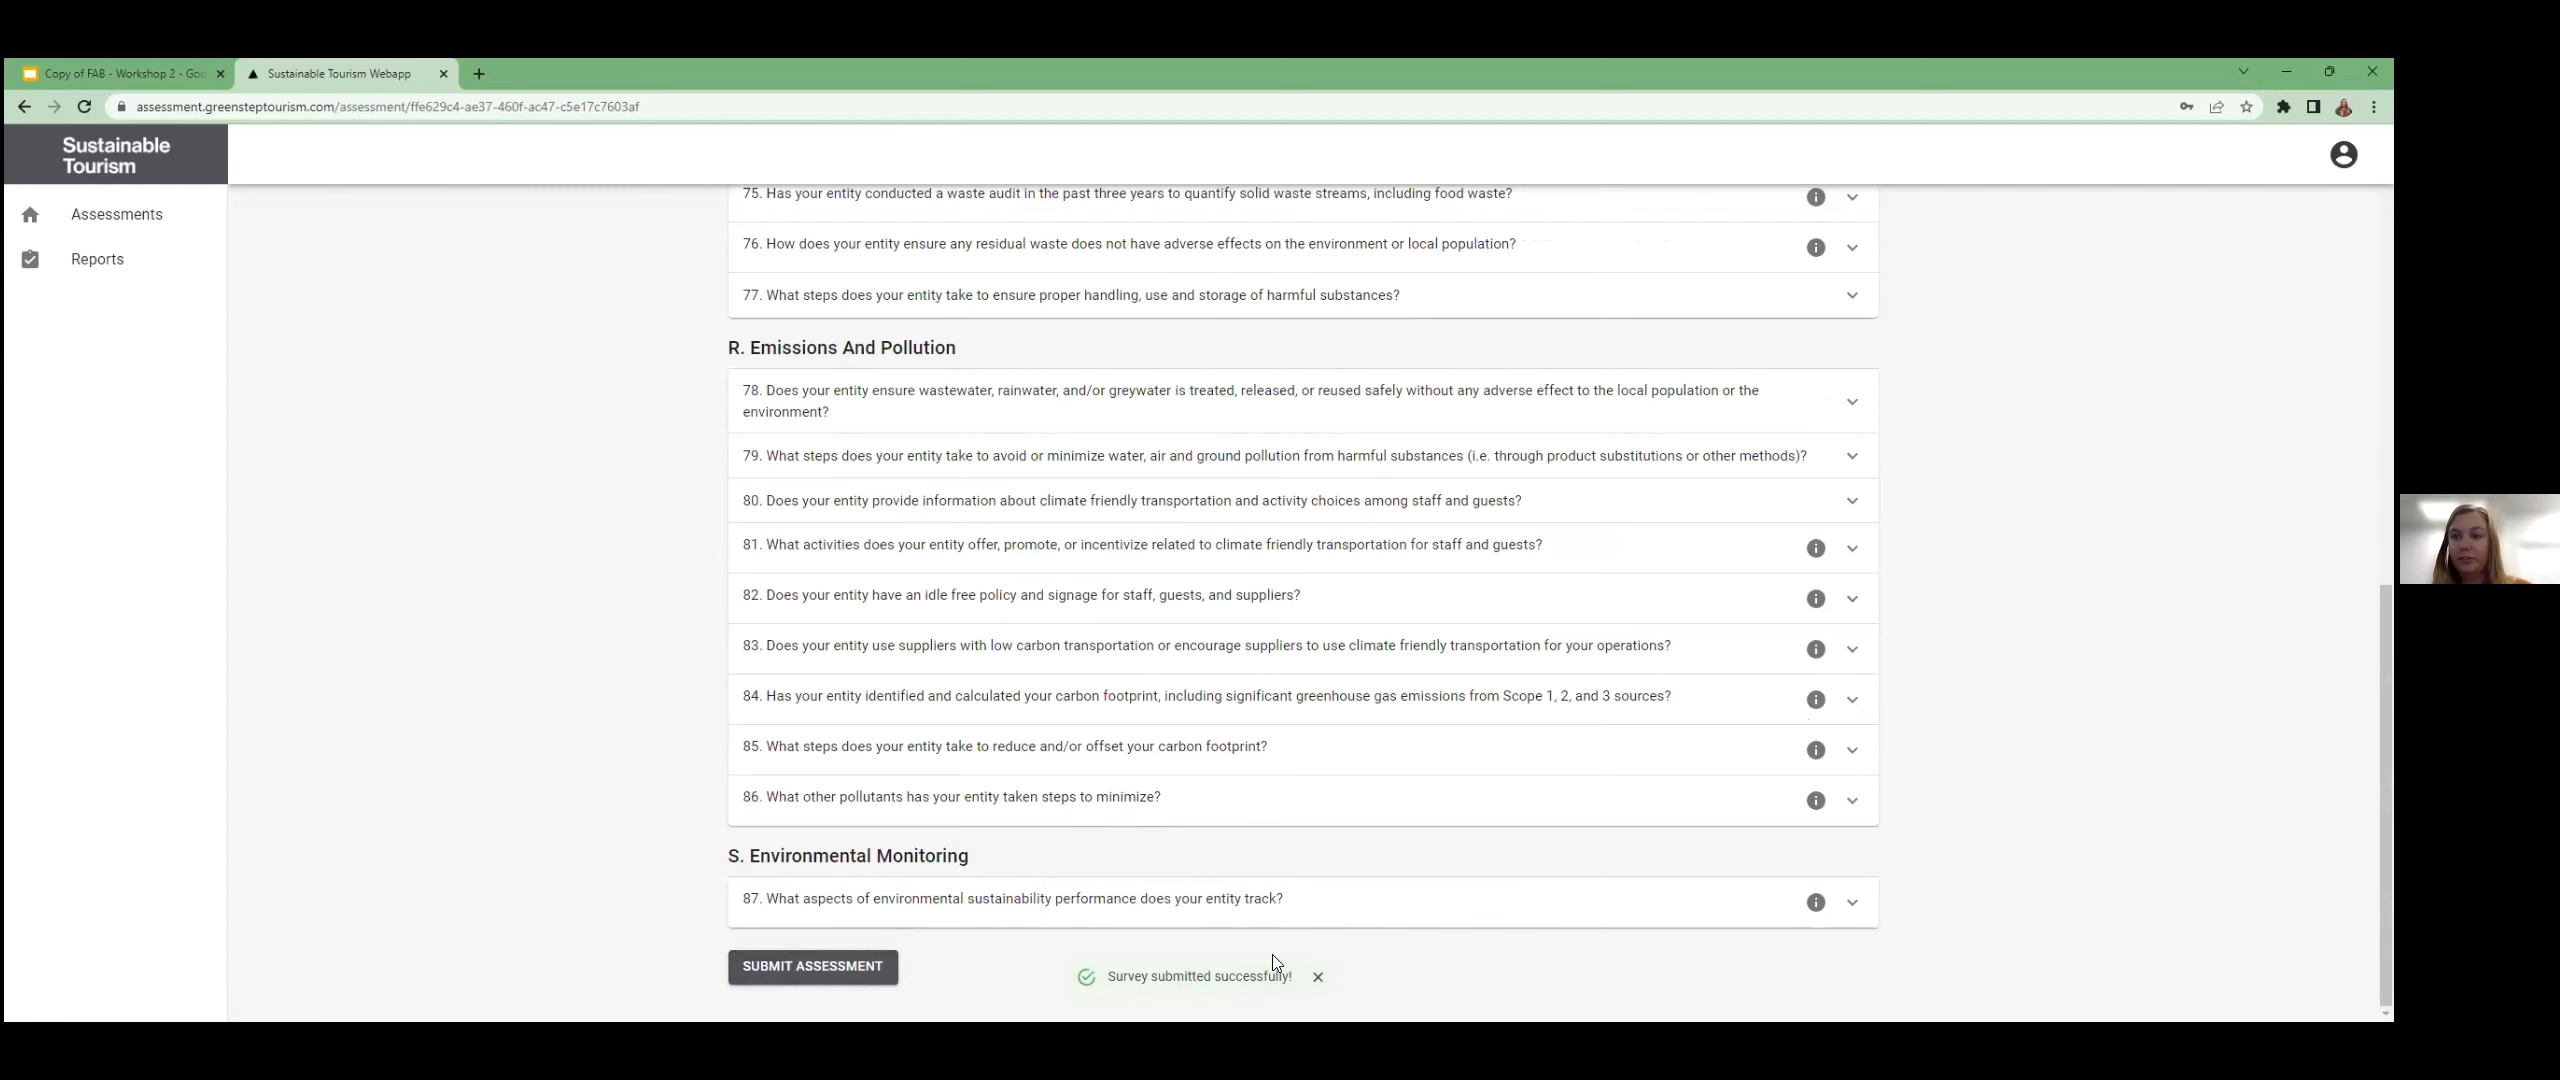 Copy of FAB - Workshop 2 - Goo
Sustainable Tourism Webapp
assessment.greensteptourism.com/assessment/ffe629c4-ae37-460f-ac47-c5e17c7603af
Sustainable
Tourism
Assessments
Reports
75. Has your entity conducted a waste audit in the past three years to quantify solid waste streams, including food waste?
76. How does your entity ensure any residual waste does not have adverse effects on the environment or local population?
77. What steps does your entity take to ensure proper handling, use and storage of harmful substances?
R. Emissions And Pollution
78. Does your entity ensure wastewater, rainwater, and/or greywater is treated, released, or reused safely without any adverse effect to the local population or the
environment?
79. What steps does your entity take to avoid or minimize water, air and ground pollution from harmful substances (i.e. through product substitutions or other methods)?
80. Does your entity provide information about climate friendly transportation and activity choices among staff and guests?
81. What activities does your entity offer, promote, or incentivize related to climate friendly transportation for staff and guests?
82. Does your entity have an idle free policy and signage for staff, guests, and suppliers?
83. Does your entity use suppliers with low carbon transportation or encourage suppliers to use climate friendly transportation for your operations?
84. Has your entity identified and calculated your carbon footprint, including significant greenhouse gas emissions from Scope 1, 2, and 3 sources?
85. What steps does your entity take to reduce and/or offset your carbon footprint?
86. What other pollutants has your entity taken steps to minimize?
S. Environmental Monitoring
87. What aspects of environmental sustainability performance does your entity track?
SUBMIT ASSESSMENT
Survey submitted successfully!